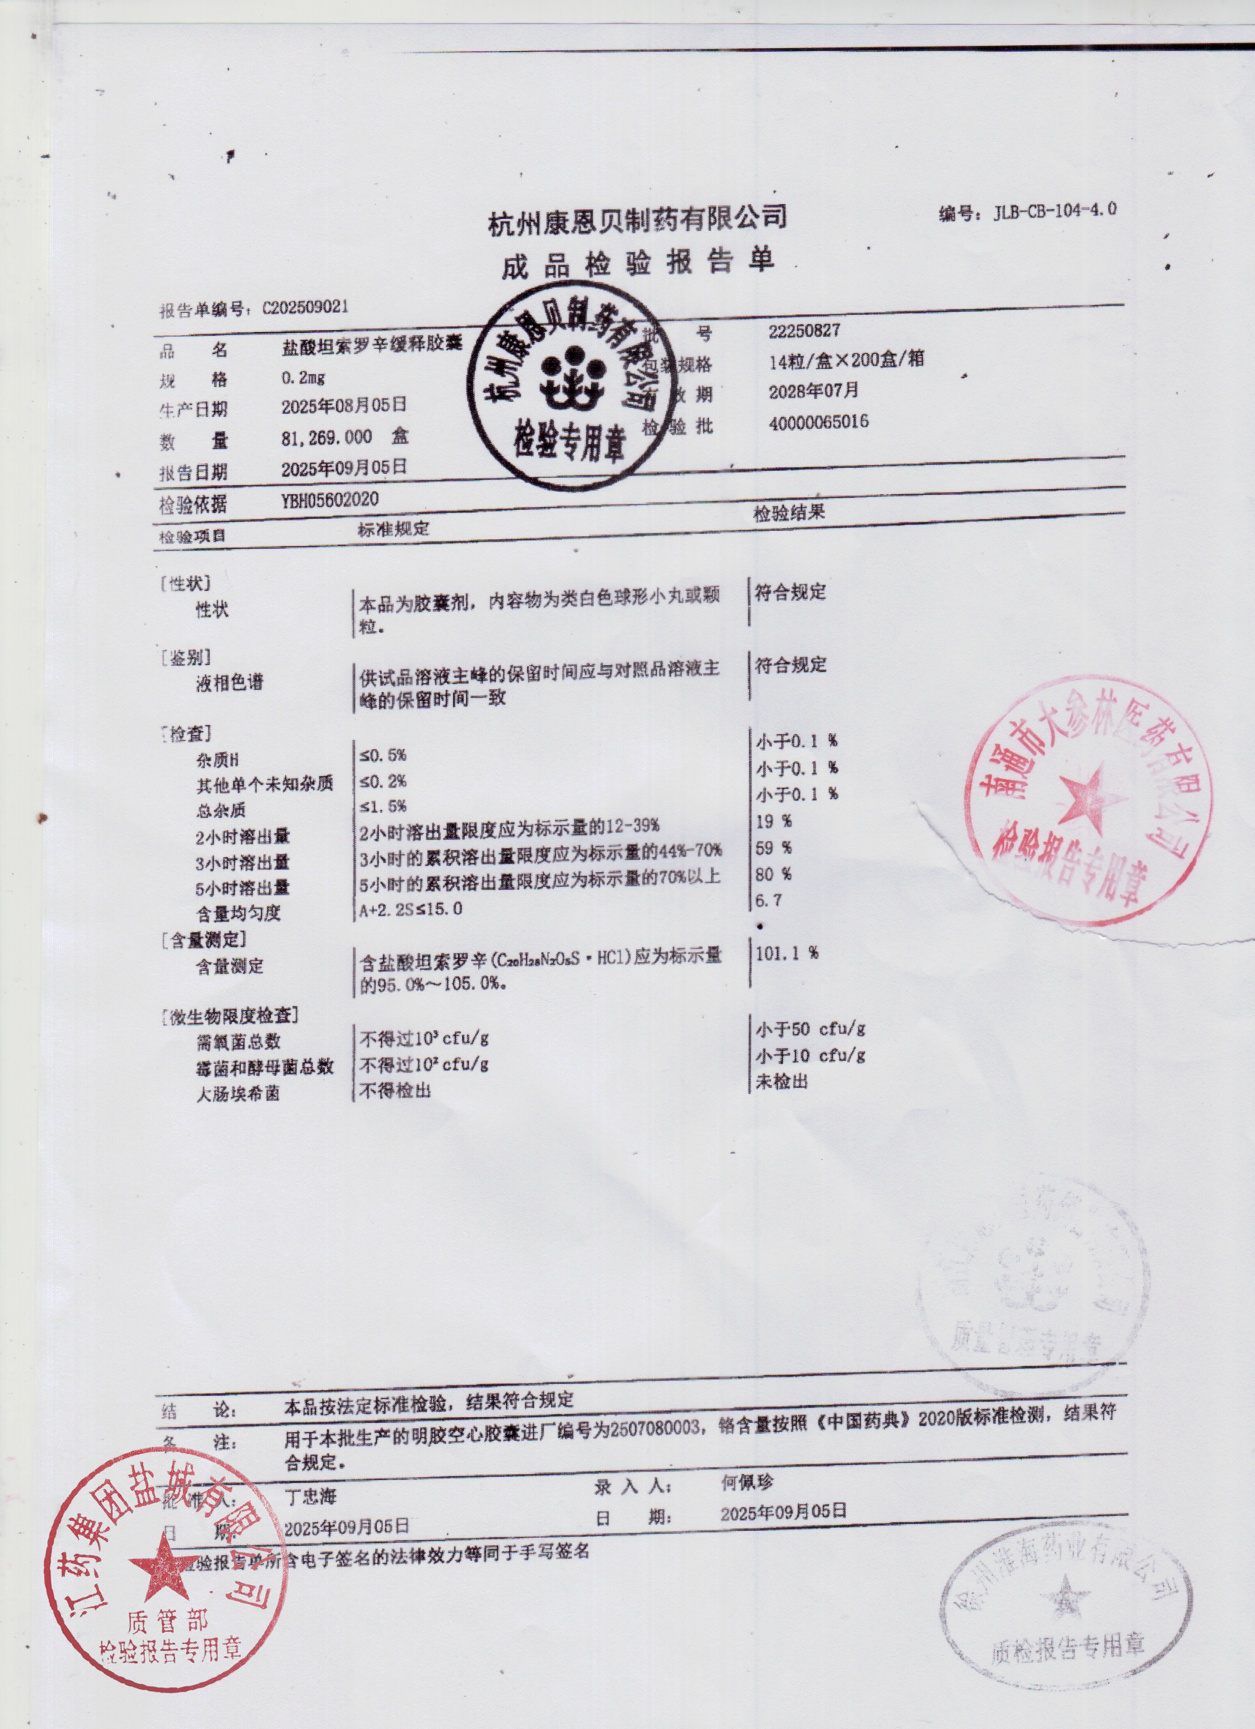 杭州康恩贝制药有限公司
编号：JLB-CB-104-4.0
成品检验报告单
报告单编号：C202509021
品 名 盐酸坦索罗辛缓释胶囊 批 号 22250827
规 格 0.2mg 包装规格 14粒/盒×200盒/箱
生产日期 2025年08月05日 有效期 2028年07月
数 量 81,269.000 盒 检验批 40000065016
报告日期 2025年09月05日
杭州康恩贝制药有限公司
检验专用章
检验依据 YBH05602020
检验项目 标准规定 检验结果
[性状]
性状 本品为胶囊剂，内容物为类白色球形小丸或颗 符合规定
粒。
[鉴别]
液相色谱 供试品溶液主峰的保留时间应与对照品溶液主 符合规定
峰的保留时间一致
[检查]
杂质H ≤0.5% 小于0.1 %
其他单个未知杂质 ≤0.2% 小于0.1 %
总杂质 ≤1.5% 小于0.1 %
2小时溶出量 2小时溶出量限度应为标示量的12-39% 19 %
3小时溶出量 3小时的累积溶出量限度应为标示量的44%-70% 59 %
5小时溶出量 5小时的累积溶出量限度应为标示量的70%以上 80 %
含量均匀度 A+2.2S≤15.0 6.7
[含量测定]
含量测定 含盐酸坦索罗辛(C₂₀H₂₈N₂O₅S·HCl)应为标示量 101.1 %
的95.0%～105.0%。
[微生物限度检查]
需氧菌总数 不得过10³cfu/g 小于50 cfu/g
霉菌和酵母菌总数 不得过10²cfu/g 小于10 cfu/g
大肠埃希菌 不得检出 未检出
南通市大参林医药有限公司
检验报告专用章
质量管理专用章
结 论： 本品按法定标准检验，结果符合规定
备 注： 用于本批生产的明胶空心胶囊进厂编号为2507080003，铬含量按照《中国药典》2020版标准检测，结果符
合规定。
批准人： 丁忠海 录入人： 何佩珍
日 期： 2025年09月05日 日 期： 2025年09月05日
检验报告单所含电子签名的法律效力等同于手写签名
江药集团盐城有限公司
质管部
检验报告专用章
徐州淮海药业有限公司
质检报告专用章